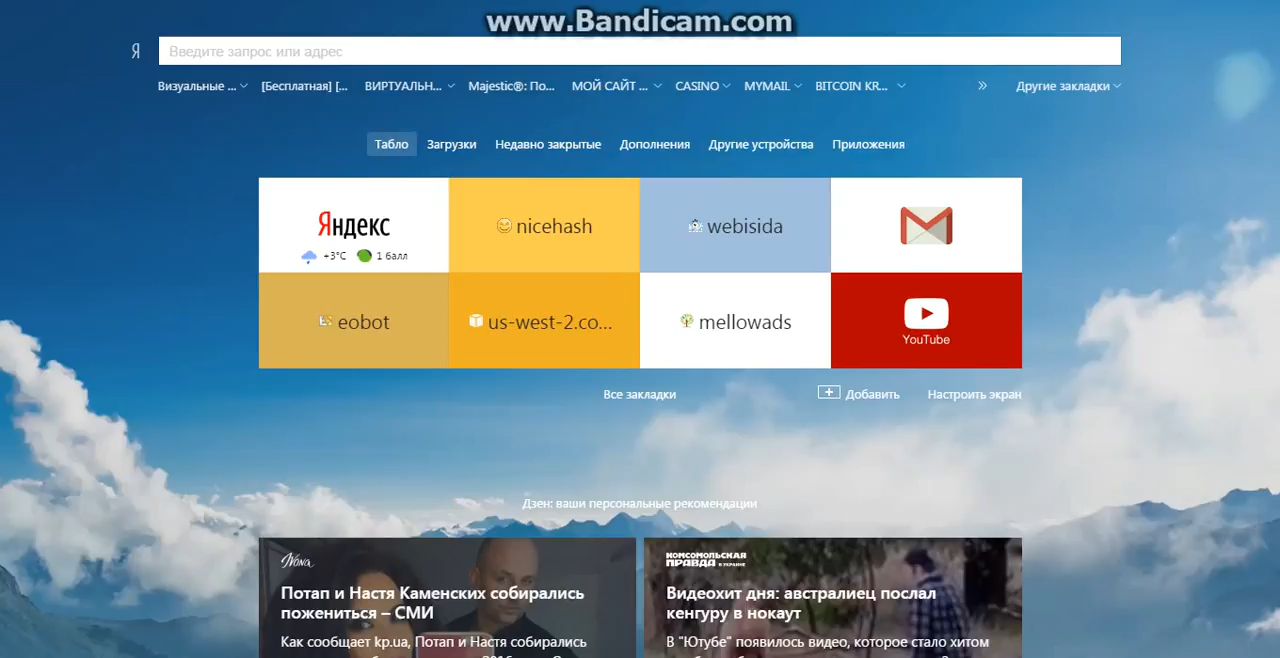 www.Bandicam.com
Я Введите запрос или адрес
Визуальные ... [Бесплатная] [... ВИРТУАЛЬН... Majestic®: По... МОЙ САЙТ ... CASINO MYMAIL BITCOIN KR... » Другие закладки
Табло Загрузки Недавно закрытые Дополнения Другие устройства Приложения
Яндекс nicehash webisida
+3°C 1 балл
eobot us-west-2.co... mellowads YouTube
Все закладки Добавить Настроить экран
Дзен: ваши персональные рекомендации
Ivona
Потап и Настя Каменских собирались
пожениться – СМИ
Как сообщает kp.ua, Потап и Настя собирались
КОМСОМОЛЬСКАЯ
ПРАВДА В УКРАИНЕ
Видеохит дня: австралиец послал
кенгуру в нокаут
В "Ютубе" появилось видео, которое стало хитом